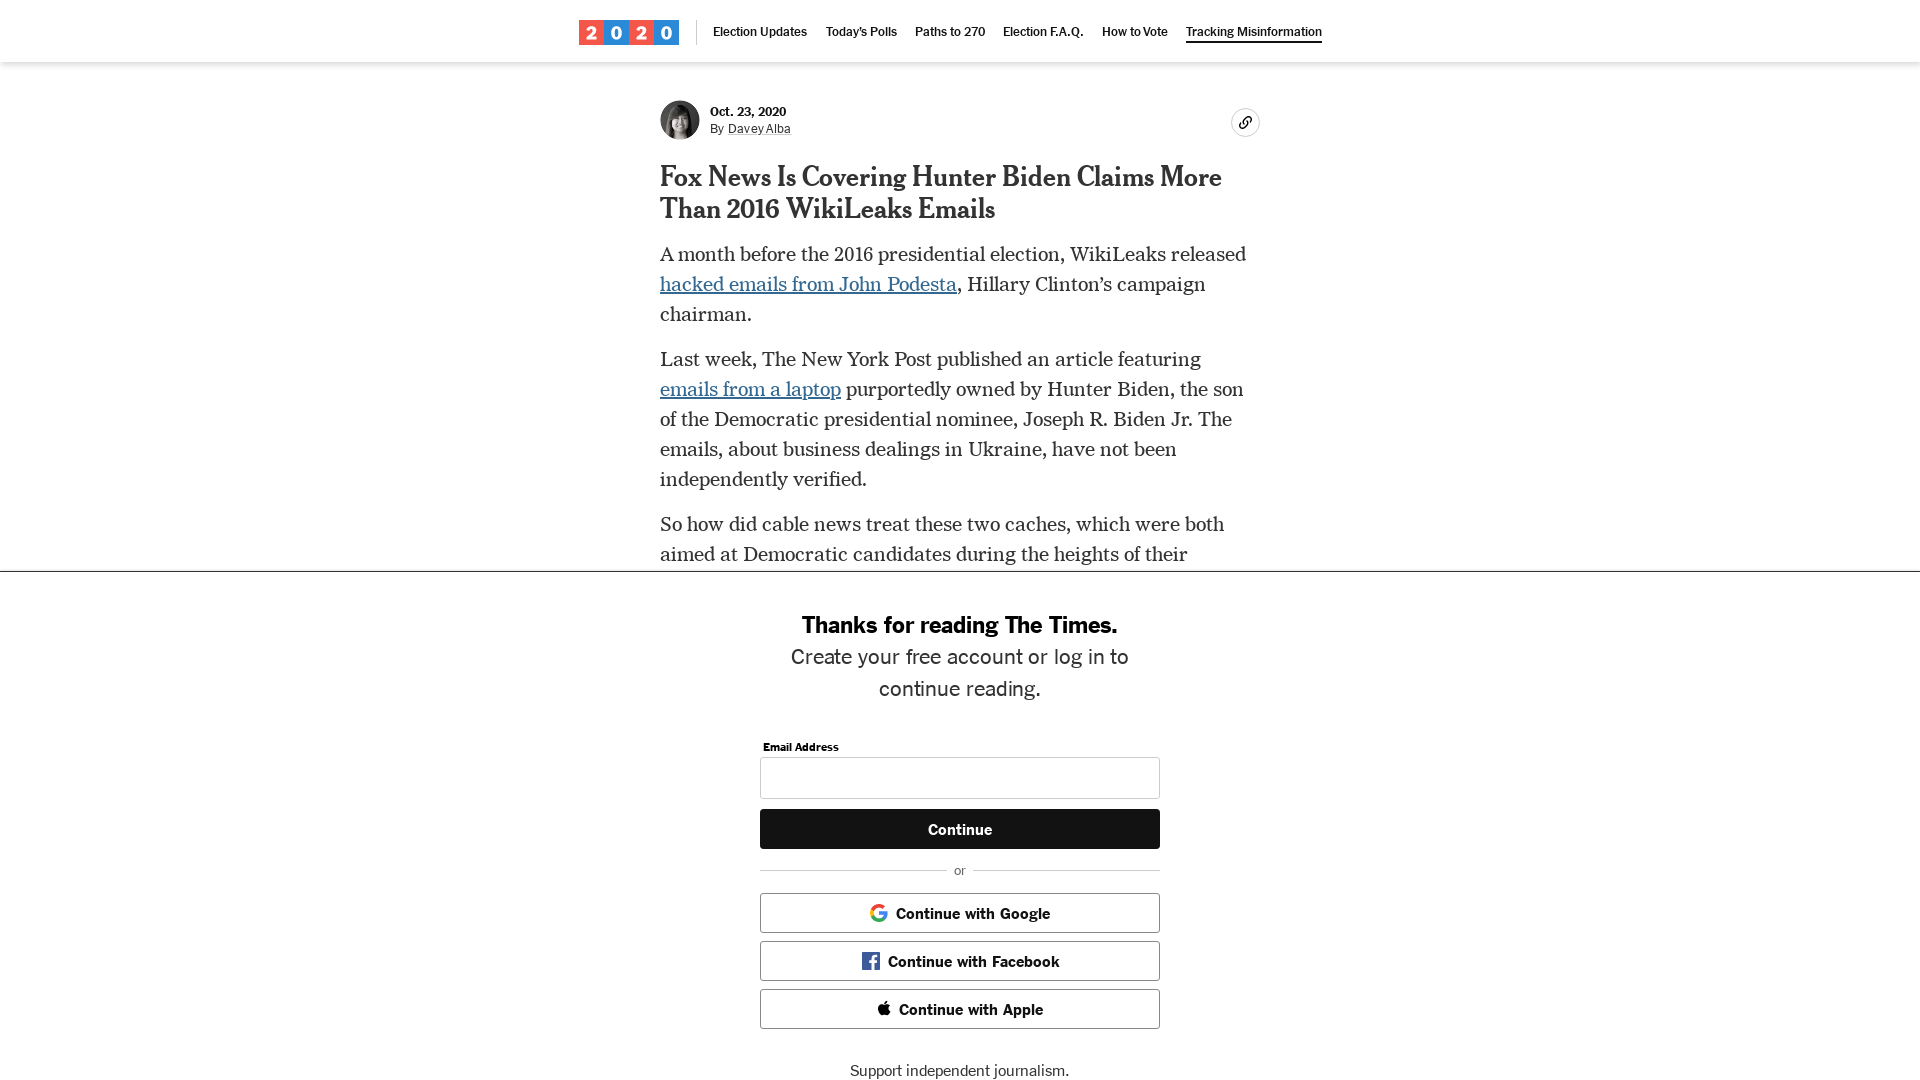 2020
Election Updates
Today's Polls
Paths to 270
Election F.A.Q.
How to Vote
Tracking Misinformation
Oct. 23, 2020
By Davey Alba
Fox News Is Covering Hunter Biden Claims More
Than 2016 WikiLeaks Emails
A month before the 2016 presidential election, WikiLeaks released
hacked emails from John Podesta, Hillary Clinton’s campaign
chairman.
Last week, The New York Post published an article featuring
emails from a laptop purportedly owned by Hunter Biden, the son
of the Democratic presidential nominee, Joseph R. Biden Jr. The
emails, about business dealings in Ukraine, have not been
independently verified.
So how did cable news treat these two caches, which were both
aimed at Democratic candidates during the heights of their
Thanks for reading The Times.
Create your free account or log in to
continue reading.
Email Address
Continue
or
Continue with Google
Continue with Facebook
Continue with Apple
Support independent journalism.